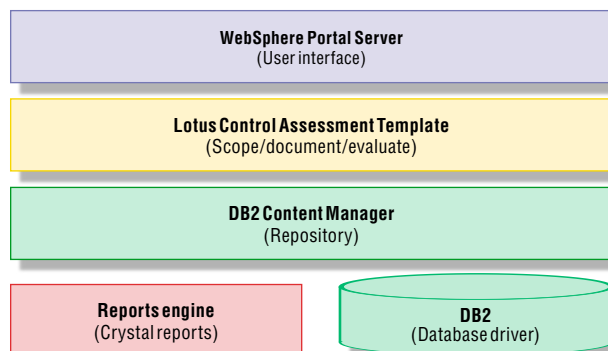 WebSphere Portal Server
(User interface)
Lotus Control Assessment Template
(Scope/document/evaluate)
DB2 Content Manager
(Repository)
Reports engine
(Crystal reports)
DB2
(Database driver)